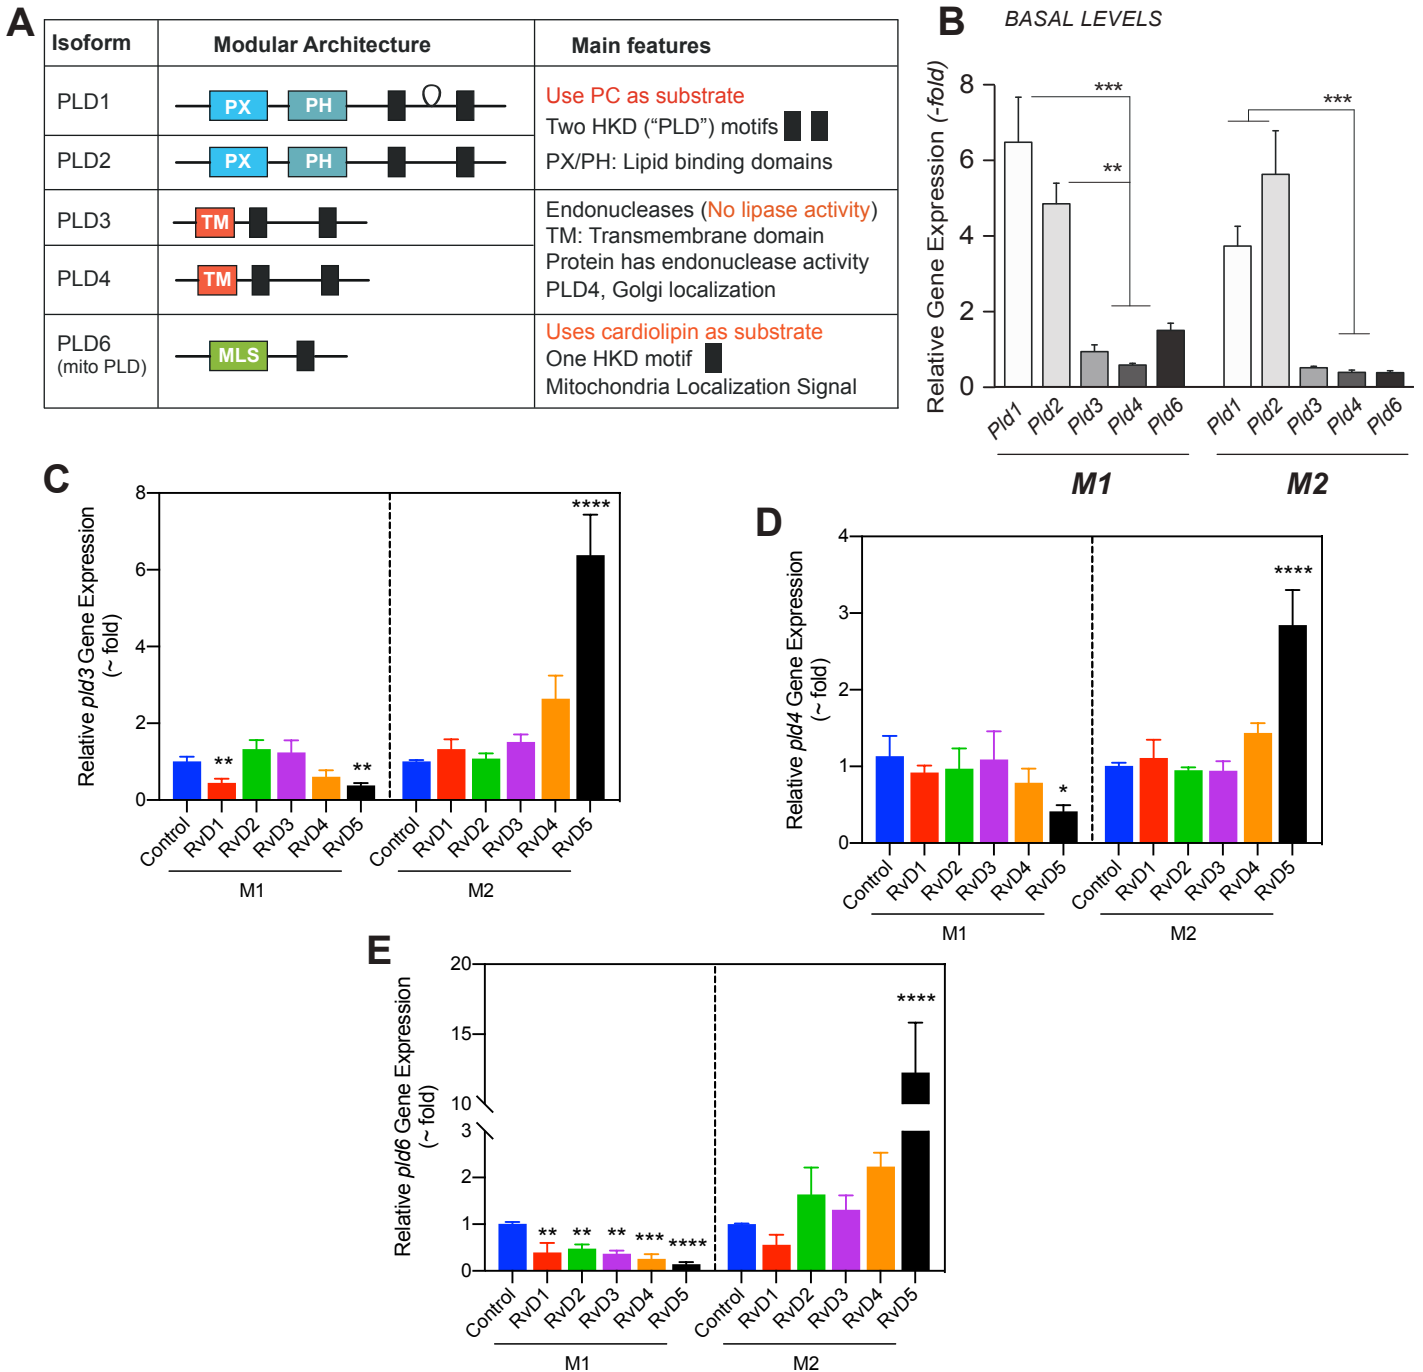 A
Isoform
Modular Architecture
Main features
PLD1
PX
PH
Use PC as substrate
Two HKD (“PLD”) motifs
PLD2
PX
PH
PX/PH: Lipid binding domains
PLD3
TM
Endonucleases (No lipase activity)
TM: Transmembrane domain
PLD4
TM
Protein has endonuclease activity
PLD4, Golgi localization
PLD6
(mito PLD)
MLS
Uses cardiolipin as substrate
One HKD motif
Mitochondria Localization Signal
B
BASAL LEVELS
Relative Gene Expression (-fold)
8
6
4
2
0
***
**
***
Pld1
Pld2
Pld3
Pld4
Pld6
Pld1
Pld2
Pld3
Pld4
Pld6
M1
M2
C
Relative pld3 Gene Expression
(~ fold)
8
6
4
2
0
**
**
****
Control
RvD1
RvD2
RvD3
RvD4
RvD5
Control
RvD1
RvD2
RvD3
RvD4
RvD5
M1
M2
D
Relative pld4 Gene Expression
(~ fold)
4
3
2
1
0
*
****
Control
RvD1
RvD2
RvD3
RvD4
RvD5
Control
RvD1
RvD2
RvD3
RvD4
RvD5
M1
M2
E
Relative pld6 Gene Expression
(~ fold)
20
15
10
3
2
1
0
**
**
**
***
****
****
Control
RvD1
RvD2
RvD3
RvD4
RvD5
Control
RvD1
RvD2
RvD3
RvD4
RvD5
M1
M2